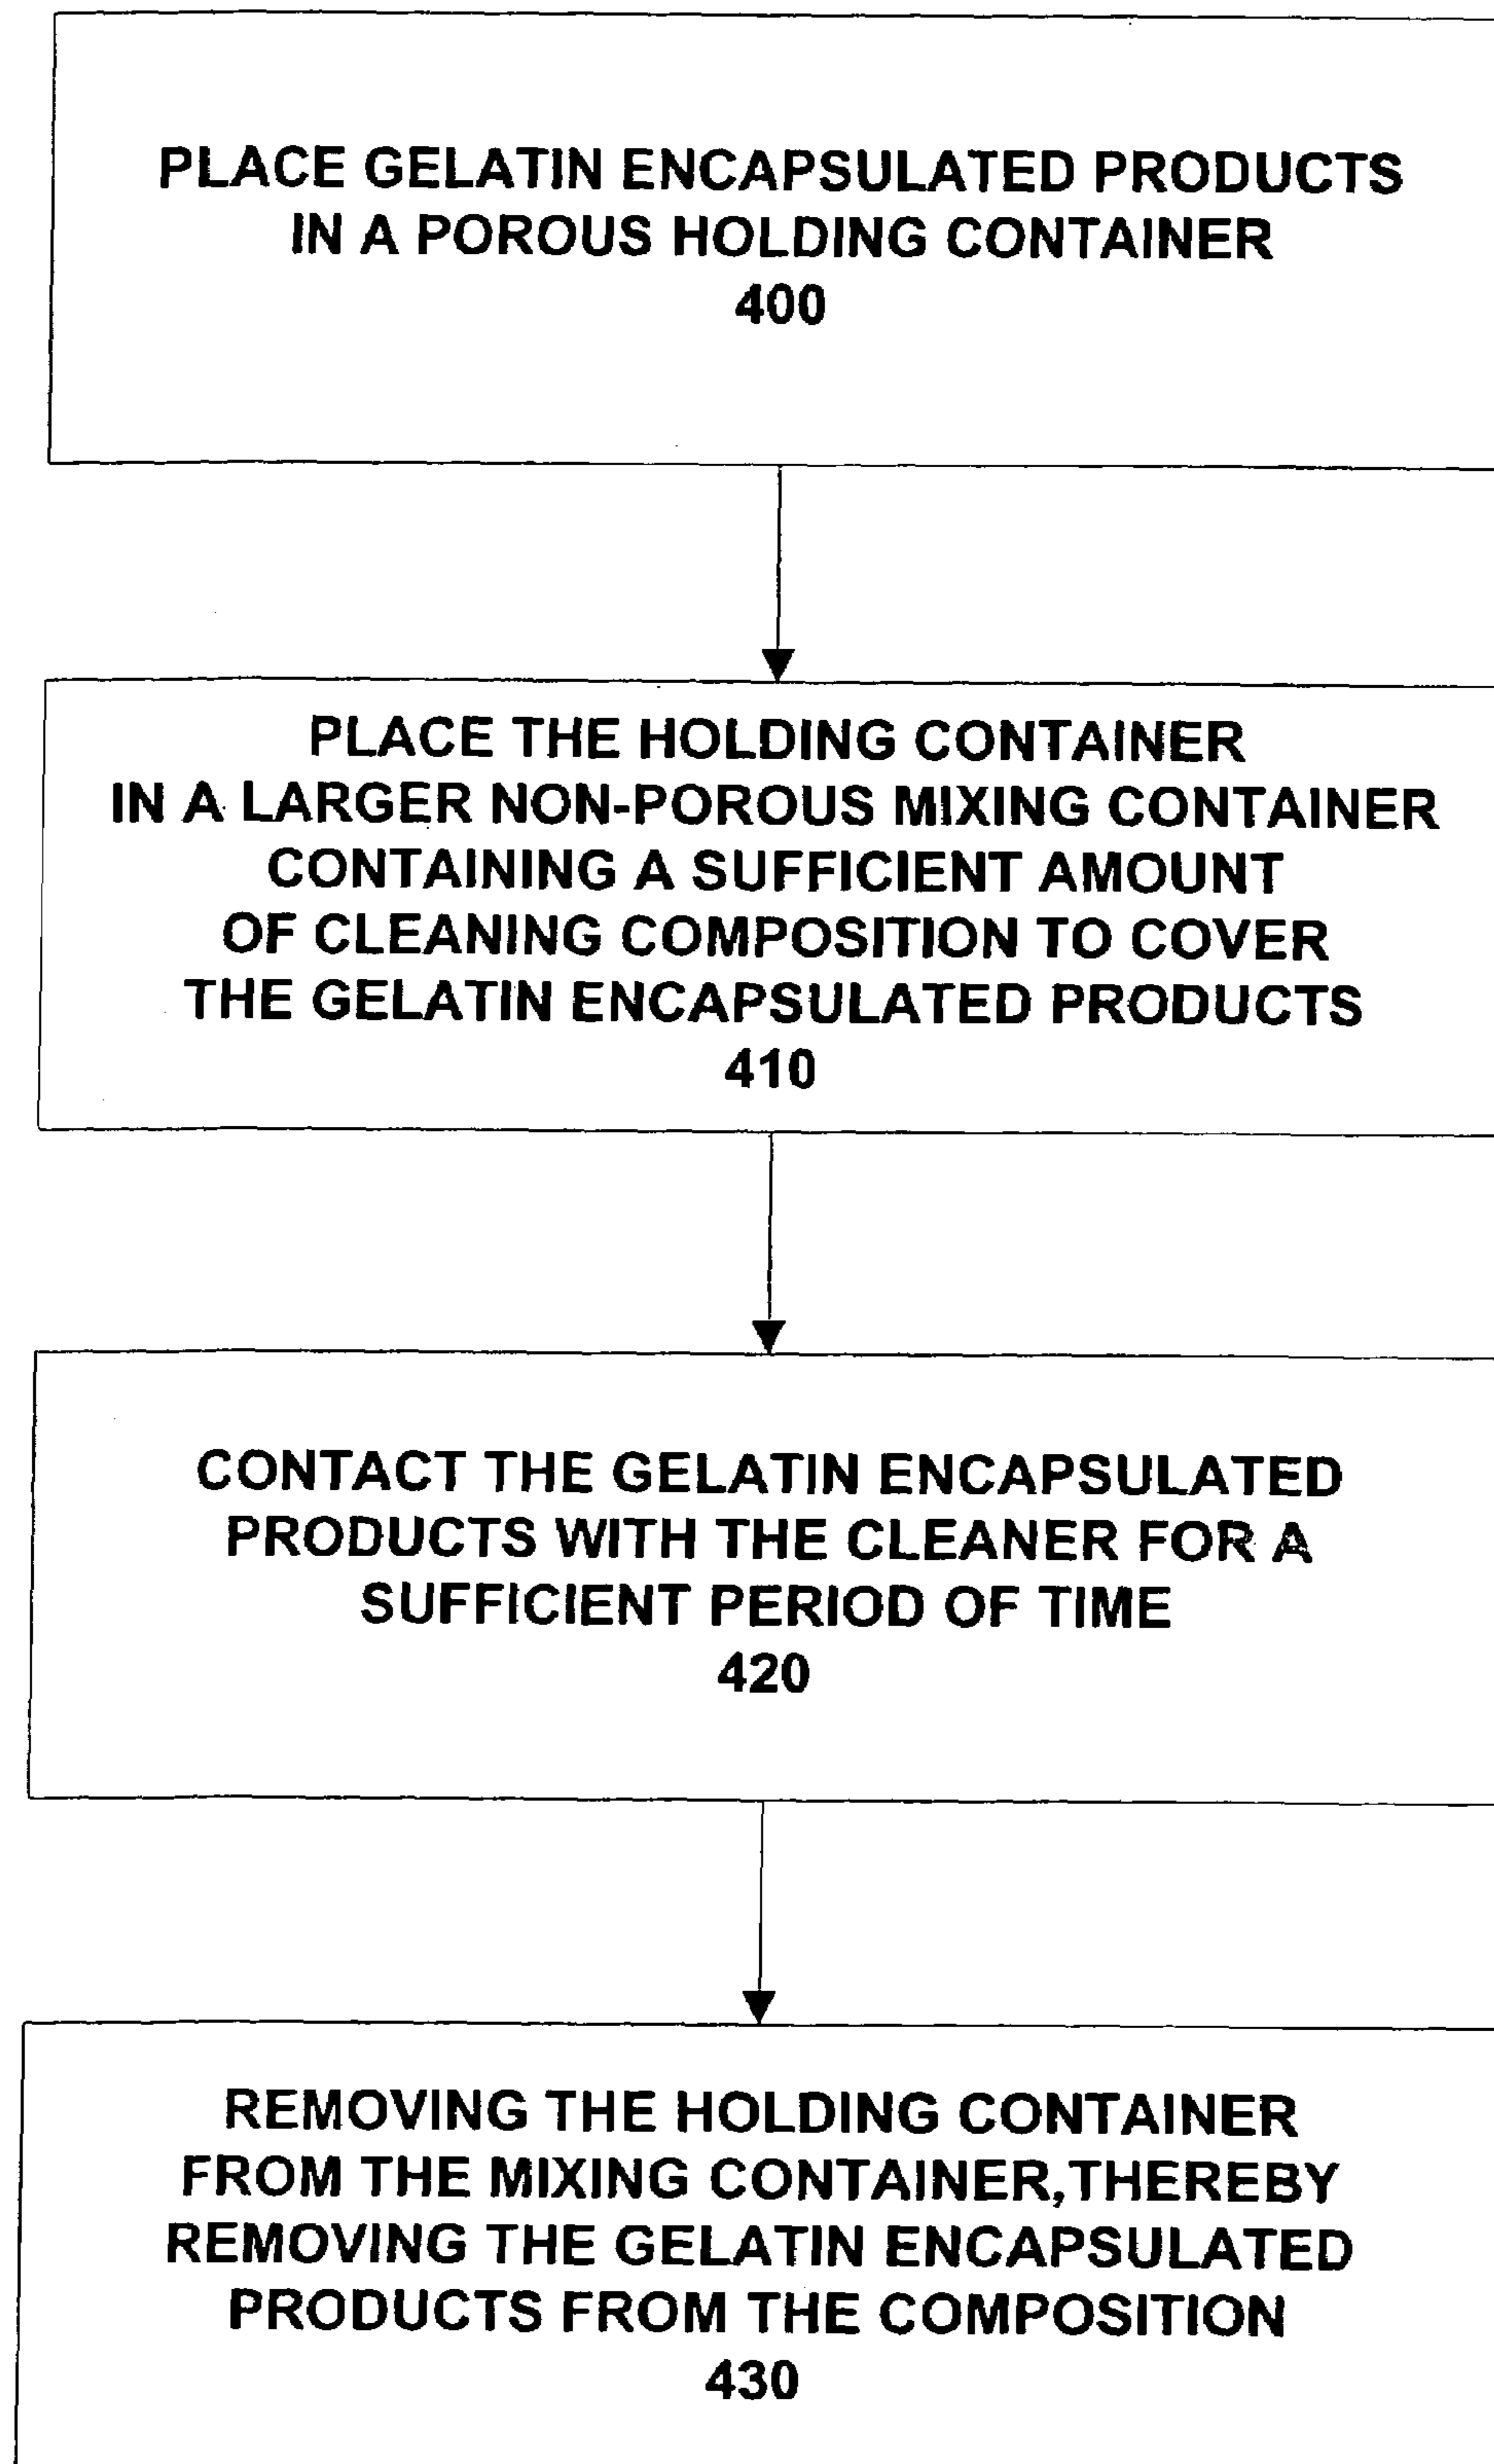 PLACE GELATIN ENCAPSULATED PRODUCTS
IN A POROUS HOLDING CONTAINER
400
PLACE THE HOLDING CONTAINER
IN A LARGER NON-POROUS MIXING CONTAINER
CONTAINING A SUFFICIENT AMOUNT
OF CLEANING COMPOSITION TO COVER
THE GELATIN ENCAPSULATED PRODUCTS
410
CONTACT THE GELATIN ENCAPSULATED
PRODUCTS WITH THE CLEANER FOR A
SUFFICIENT PERIOD OF TIME
420
REMOVING THE HOLDING CONTAINER
FROM THE MIXING CONTAINER,THEREBY
REMOVING THE GELATIN ENCAPSULATED
PRODUCTS FROM THE COMPOSITION
430